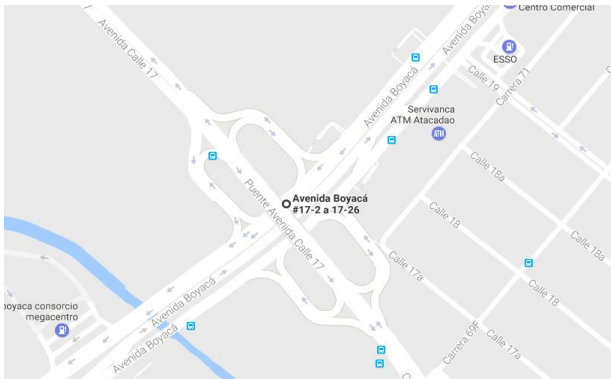 Centro Comercial
Avenida Calle 17
Avenida Boyacá
ESSO
Calle 19
Carrera 71
Avenida Boyacá
Servivanca
ATM Atacadao
ATM
Calle 18a
Avenida Boyacá
#17-2 a 17-26
Puente Avenida Calle 17
Calle 18
Calle 18a
Calle 17a
Calle 18
boyaca consorcio
megacentro
Avenida Boyacá
Avenida Boyacá
Carrera 69F
Calle 17a
C